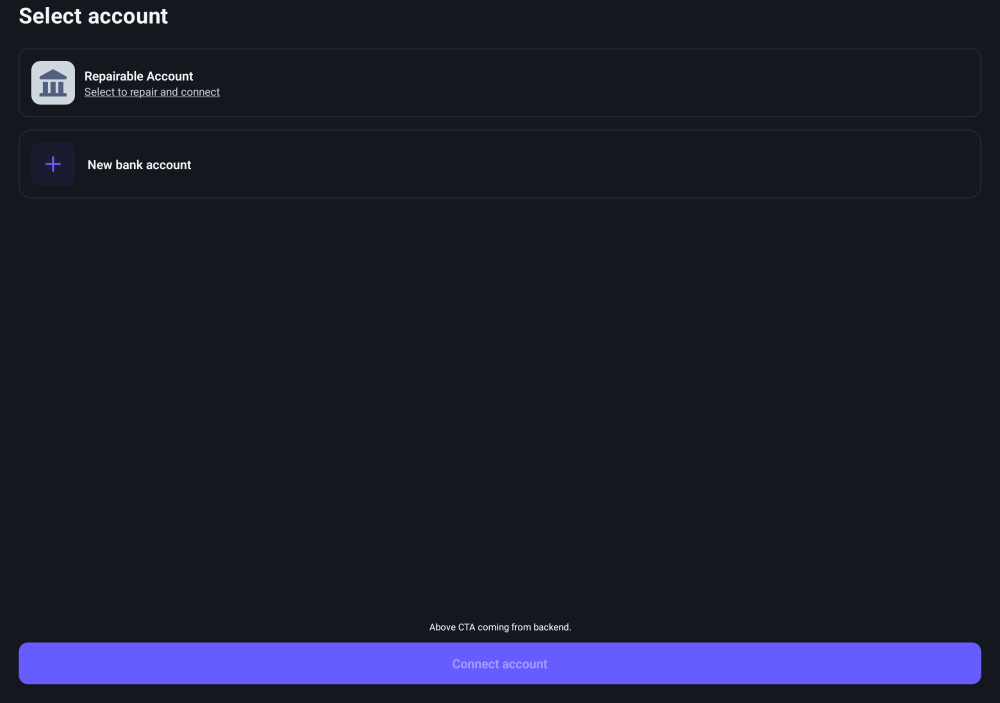 Select account
Repairable Account
Select to repair and connect
New bank account
Above CTA coming from backend.
Connect account